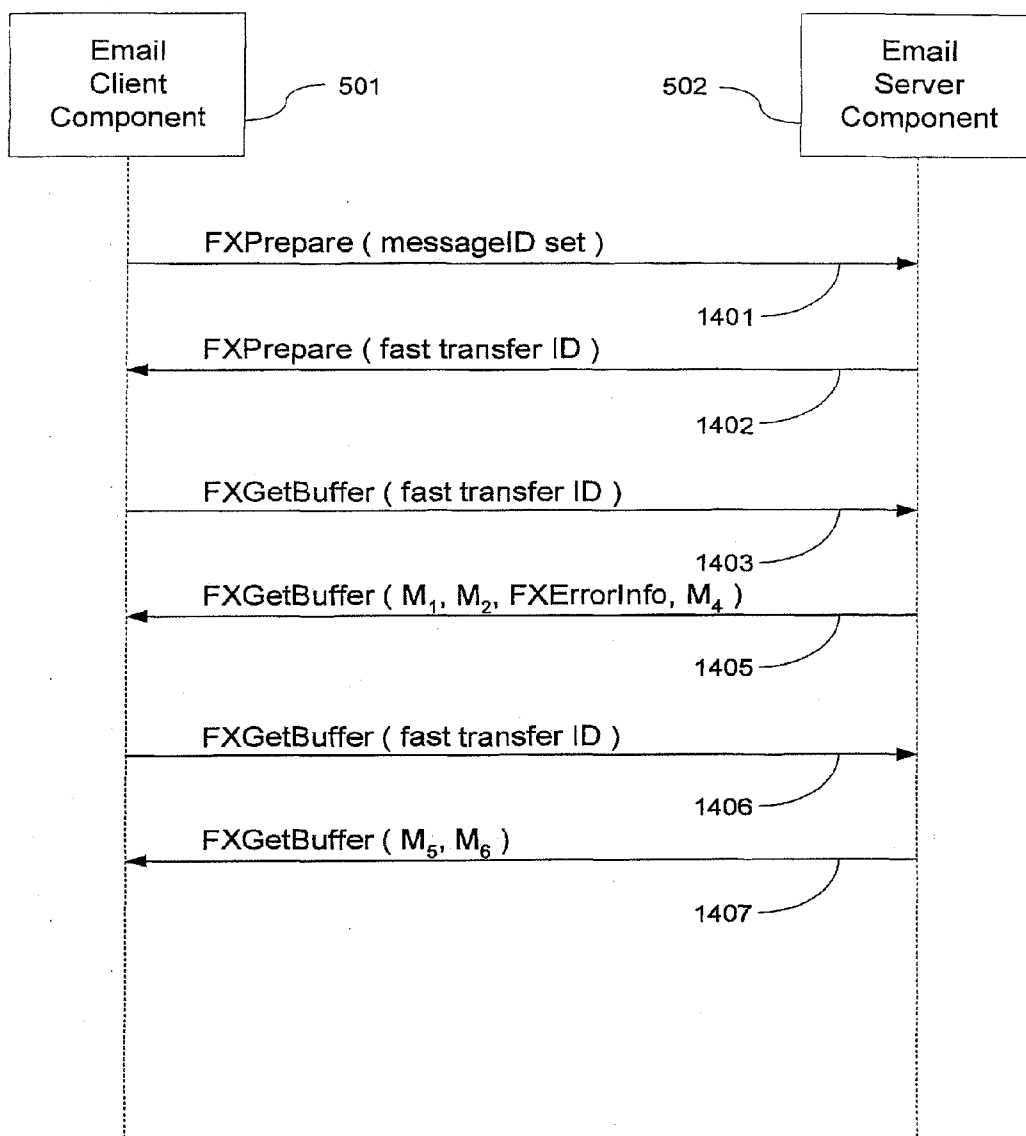 Email
Client
Component
501
502
Email
Server
Component
FXPrepare ( messageID set )
1401
FXPrepare ( fast transfer ID )
1402
FXGetBuffer ( fast transfer ID )
1403
FXGetBuffer ( M₁, M₂, FXErrorInfo, M₄ )
1405
FXGetBuffer ( fast transfer ID )
1406
FXGetBuffer ( M₅, M₆ )
1407